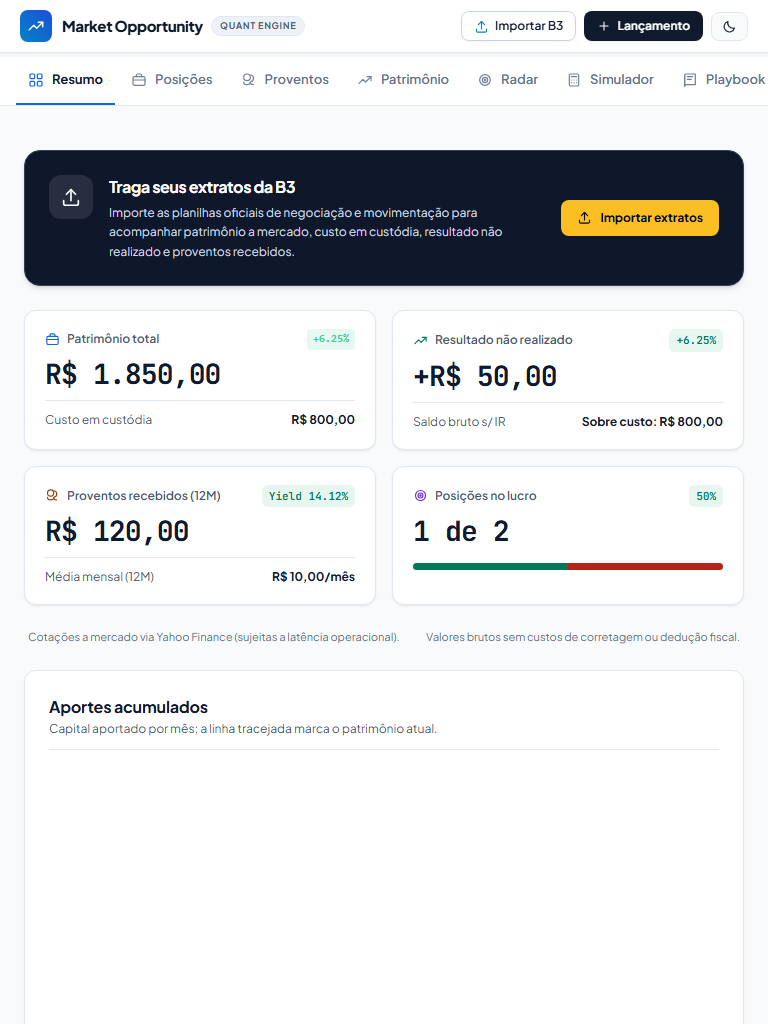 Market Opportunity
QUANT ENGINE
Importar B3
Lançamento
Resumo
Posições
Proventos
Patrimônio
Radar
Simulador
Playbook
Traga seus extratos da B3
Importe as planilhas oficiais de negociação e movimentação para
acompanhar patrimônio a mercado, custo em custódia, resultado não
realizado e proventos recebidos.
Importar extratos
Patrimônio total
+6.25%
R$ 1.850,00
Custo em custódia
R$ 800,00
Resultado não realizado
+6.25%
+R$ 50,00
Saldo bruto s/ IR
Sobre custo: R$ 800,00
Proventos recebidos (12M)
Yield 14.12%
R$ 120,00
Média mensal (12M)
R$ 10,00/mês
Posições no lucro
50%
1 de 2
Cotações a mercado via Yahoo Finance (sujeitas a latência operacional).
Valores brutos sem custos de corretagem ou dedução fiscal.
Aportes acumulados
Capital aportado por mês; a linha tracejada marca o patrimônio atual.